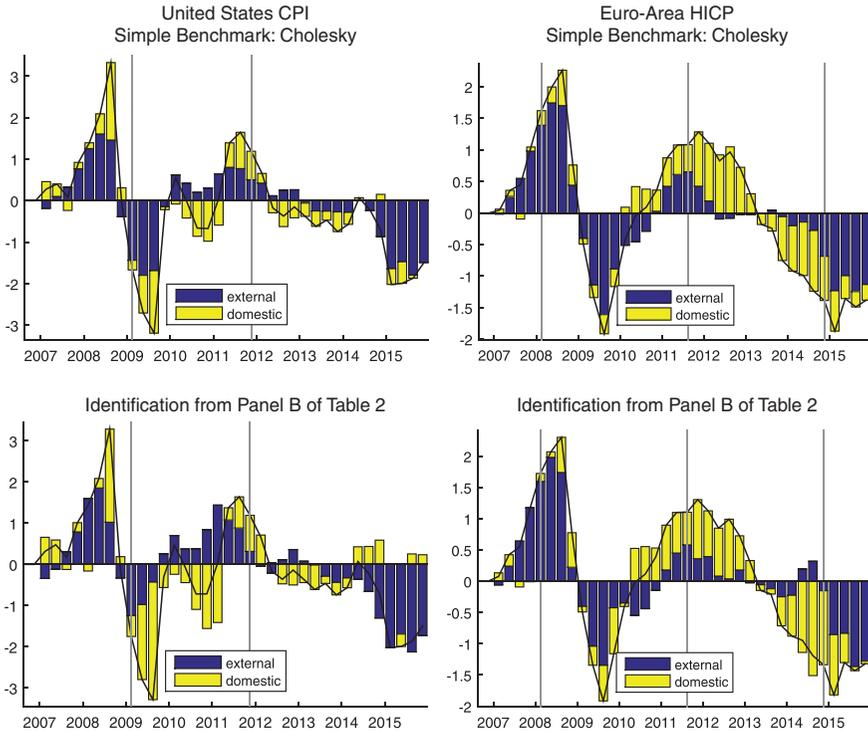 United States CPI
Simple Benchmark: Cholesky
3
2
1
0
-1
-2
-3
external
domestic
2007 2008 2009 2010 2011 2012 2013 2014 2015
Euro-Area HICP
Simple Benchmark: Cholesky
2
1.5
1
0.5
0
-0.5
-1
-1.5
-2
external
domestic
2007 2008 2009 2010 2011 2012 2013 2014 2015
Identification from Panel B of Table 2
3
2
1
0
-1
-2
-3
external
domestic
2007 2008 2009 2010 2011 2012 2013 2014 2015
Identification from Panel B of Table 2
2
1.5
1
0.5
0
-0.5
-1
-1.5
-2
external
domestic
2007 2008 2009 2010 2011 2012 2013 2014 2015